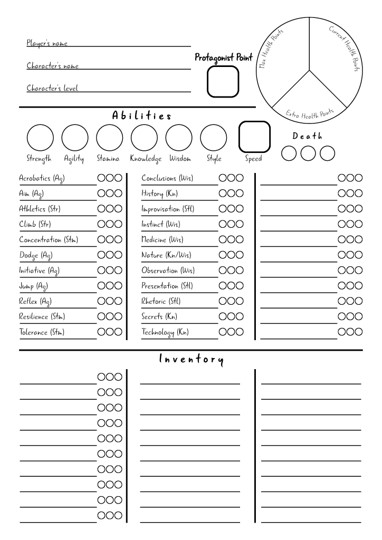 Player's name
Character's name
Character's level
Protagonist Point
Max Health Points
Current Health Points
Extra Health Points
Abilities
Death
Strength Agility Stamina Knowledge Wisdom Style Speed
Acrobatics (Ag) Conclusions (Wis)
Aim (Ag) History (Kn)
Athletics (Str) Improvisation (Stl)
Climb (Str) Instinct (Wis)
Concentration (Stm) Medicine (Wis)
Dodge (Ag) Nature (Kn/Wis)
Initiative (Ag) Observation (Wis)
Jump (Ag) Presentation (Stl)
Reflex (Ag) Rhetoric (Stl)
Resilience (Stm) Secrets (Kn)
Tolerance (Stm) Technology (Kn)
Inventory